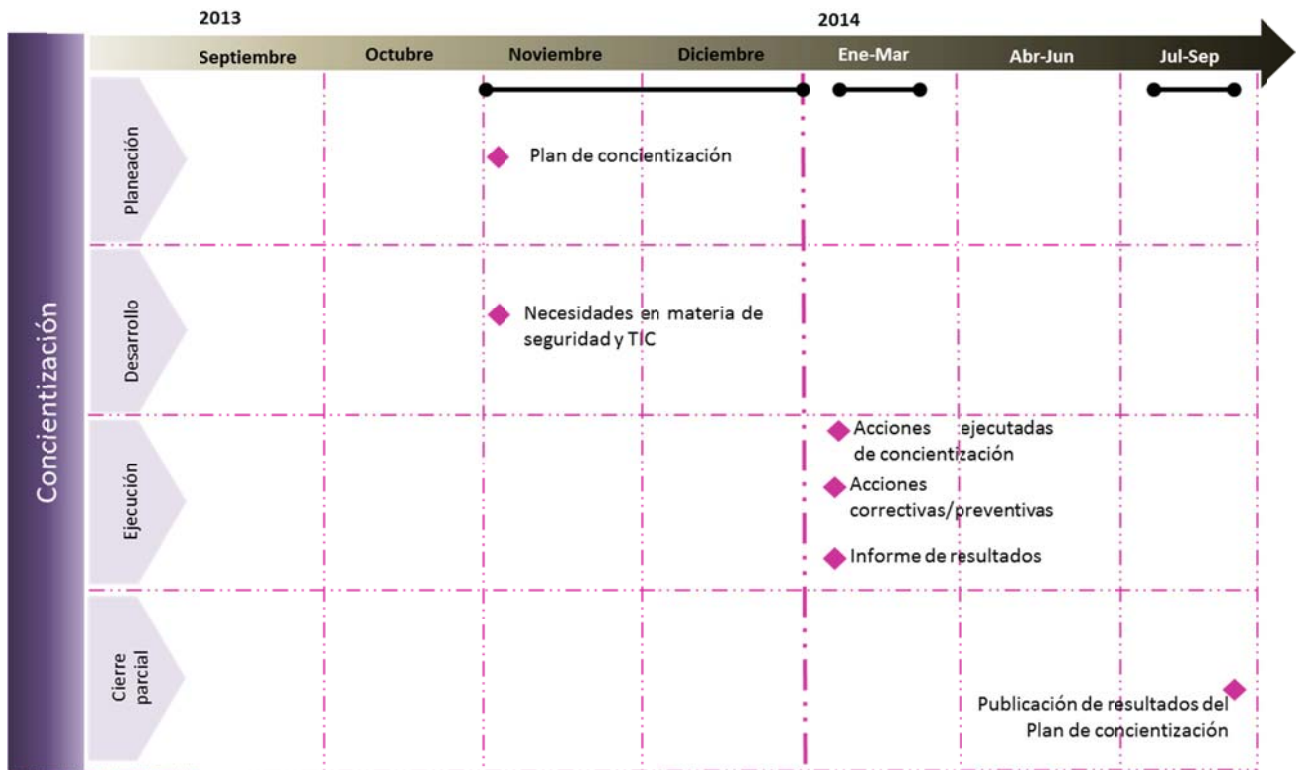 2013
2014
Septiembre
Octubre
Noviembre
Diciembre
Ene-Mar
Abr-Jun
Jul-Sep
Concientización
Planeación
Plan de concientización
Desarrollo
Necesidades en materia de
seguridad y TIC
Ejecución
Acciones ejecutadas
de concientización
Acciones
correctivas/preventivas
Informe de resultados
Cierre
parcial
Publicación de resultados del
Plan de concientización